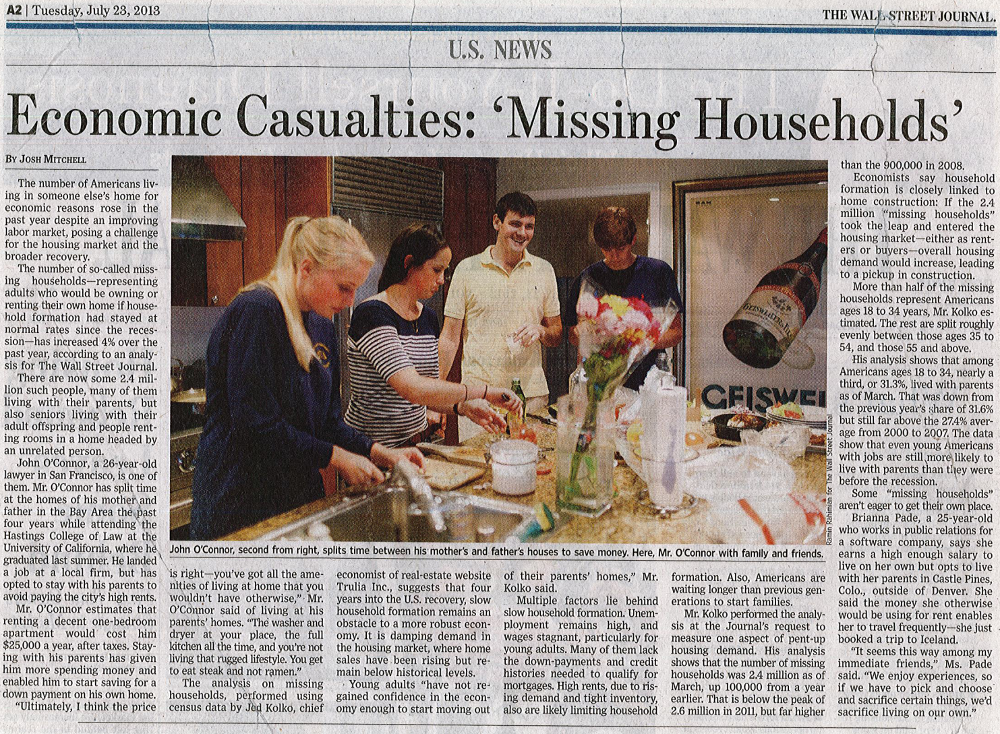 A2 | Tuesday, July 23, 2013
THE WALL STREET JOURNAL.
U.S. NEWS
Economic Casualties: ‘Missing Households’
BY JOSH MITCHELL
The number of Americans liv-
ing in someone else's home for
economic reasons rose in the
past year despite an improving
labor market, posing a challenge
for the housing market and the
broader recovery.
The number of so-called miss-
ing households—representing
adults who would be owning or
renting their own home if house-
hold formation had stayed at
normal rates since the reces-
sion—has increased 4% over the
past year, according to an analy-
sis for The Wall Street Journal.
There are now some 2.4 mil-
lion such people, many of them
living with their parents, but
also seniors living with their
adult offspring and people rent-
ing rooms in a home headed by
an unrelated person.
John O'Connor, a 26-year-old
lawyer in San Francisco, is one of
them. Mr. O'Connor has split time
at the homes of his mother and
father in the Bay Area the past
four years while attending the
Hastings College of Law at the
University of California, where he
graduated last summer. He landed
a job at a local firm, but has
opted to stay with his parents to
avoid paying the city's high rents.
Mr. O'Connor estimates that
renting a decent one-bedroom
apartment would cost him
$25,000 a year, after taxes. Stay-
ing with his parents has given
him more spending money and
enabled him to start saving for a
down payment on his own home.
"Ultimately, I think the price
RAM
GEISWEILER & FILS
GEISWEI
Ramin Rahimian for The Wall Street Journal
John O'Connor, second from right, splits time between his mother's and father's houses to save money. Here, Mr. O'Connor with family and friends.
is right—you've got all the ame-
nities of living at home that you
wouldn't have otherwise," Mr.
O'Connor said of living at his
parents' homes. "The washer and
dryer at your place, the full
kitchen all the time, and you're not
living that rugged lifestyle. You get
to eat steak and not ramen."
The analysis on missing
households, performed using
census data by Jed Kolko, chief
economist of real-estate website
Trulia Inc., suggests that four
years into the U.S. recovery, slow
household formation remains an
obstacle to a more robust econ-
omy. It is damping demand in
the housing market, where home
sales have been rising but re-
main below historical levels.
Young adults "have not re-
gained confidence in the econ-
omy enough to start moving out
of their parents' homes," Mr.
Kolko said.
Multiple factors lie behind
slow household formation. Unem-
ployment remains high, and
wages stagnant, particularly for
young adults. Many of them lack
the down-payments and credit
histories needed to qualify for
mortgages. High rents, due to ris-
ing demand and tight inventory,
also are likely limiting household
formation. Also, Americans are
waiting longer than previous gen-
erations to start families.
Mr. Kolko performed the analy-
sis at the Journal's request to
measure one aspect of pent-up
housing demand. His analysis
shows that the number of missing
households was 2.4 million as of
March, up 100,000 from a year
earlier. That is below the peak of
2.6 million in 2011, but far higher
than the 900,000 in 2008.
Economists say household
formation is closely linked to
home construction: If the 2.4
million "missing households"
took the leap and entered the
housing market—either as rent-
ers or buyers—overall housing
demand would increase, leading
to a pickup in construction.
More than half of the missing
households represent Americans
ages 18 to 34 years, Mr. Kolko es-
timated. The rest are split roughly
evenly between those ages 35 to
54, and those 55 and above.
His analysis shows that among
Americans ages 18 to 34, nearly a
third, or 31.3%, lived with parents
as of March. That was down from
the previous year's share of 31.6%
but still far above the 27.4% aver-
age from 2000 to 2007. The data
show that even young Americans
with jobs are still more likely to
live with parents than they were
before the recession.
Some "missing households"
aren't eager to get their own place.
Brianna Pade, a 25-year-old
who works in public relations for
a software company, says she
earns a high enough salary to
live on her own but opts to live
with her parents in Castle Pines,
Colo., outside of Denver. She
said the money she otherwise
would be using for rent enables
her to travel frequently—she just
booked a trip to Iceland.
"It seems this way among my
immediate friends," Ms. Pade
said. "We enjoy experiences, so
if we have to pick and choose
and sacrifice certain things, we'd
sacrifice living on our own."